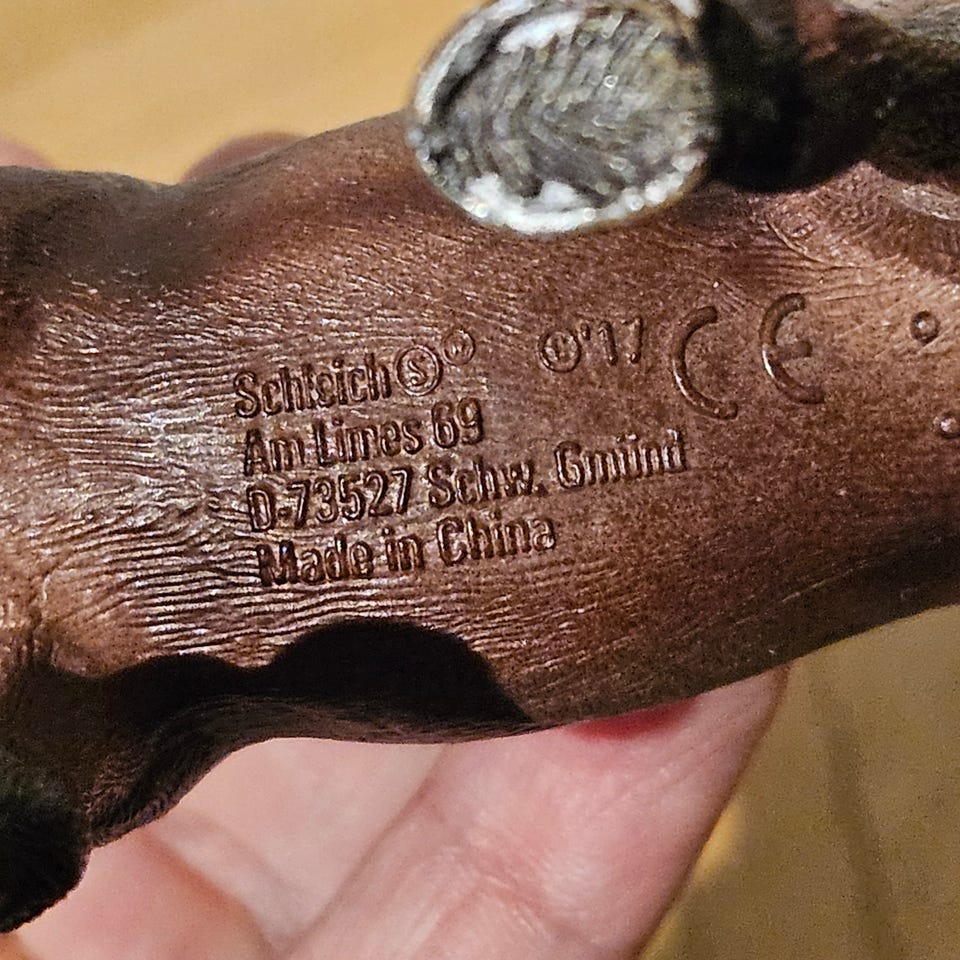 Schleich Ⓢ ® © '17 CE
Am Limes 69
D-73527 Schw. Gmünd
Made in China